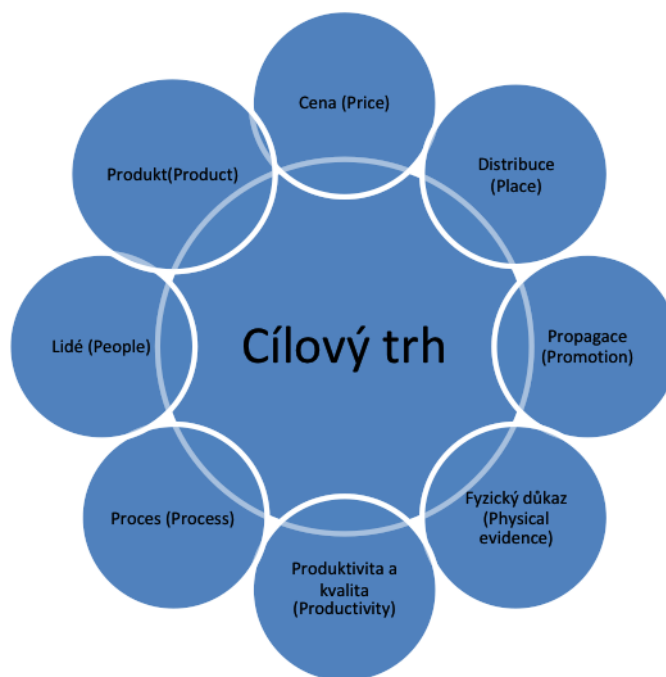 Cena (Price)
Distribuce
(Place)
Produkt(Product)
Lidé (People)
Cílový trh
Propagace
(Promotion)
Proces (Process)
Fyzický důkaz
(Physical
evidence)
Produktivita a
kvalita
(Productivity)